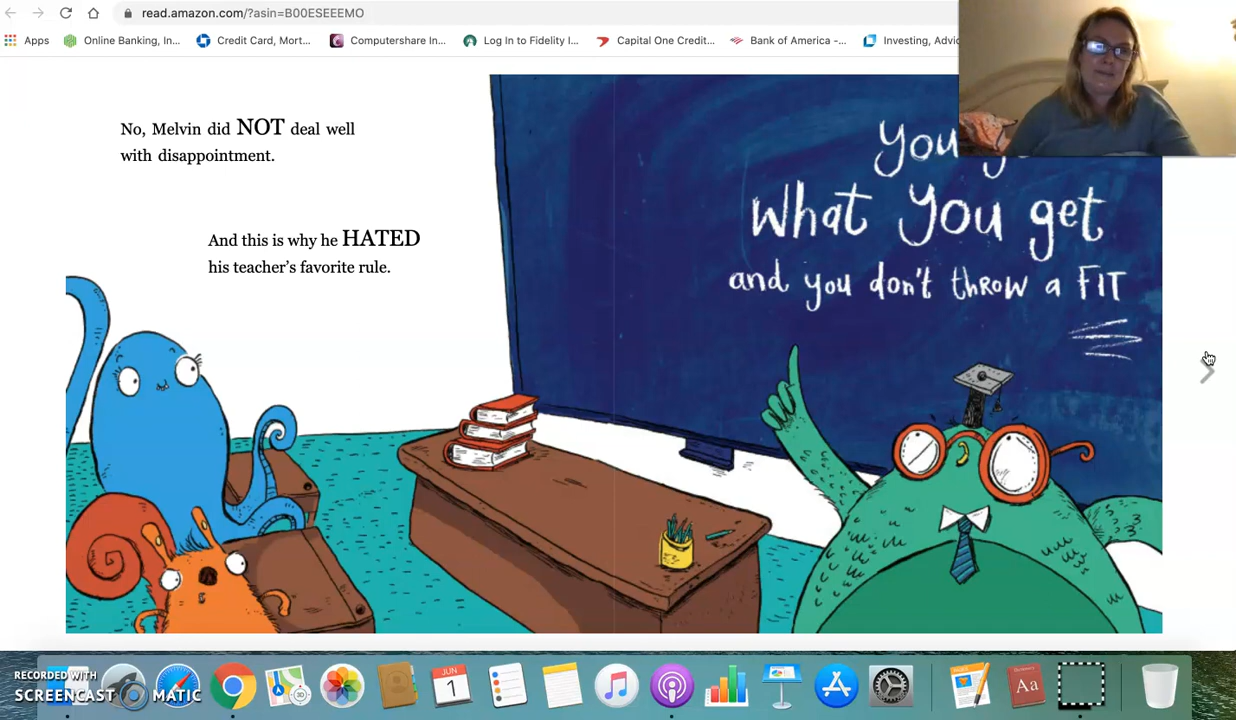 read.amazon.com/?asin=B00ESEEEMO
Apps
Online Banking, In...
Credit Card, Mort...
Computershare In...
Log In to Fidelity I...
Capital One Credit...
Bank of America -...
Investing, Advic
No, Melvin did NOT deal well
with disappointment.
And this is why he HATED
his teacher's favorite rule.
You
what you get
and you don't throw a FIT
RECORDED WITH
SCREENCAST MATIC
JUN
1
3D
Aa